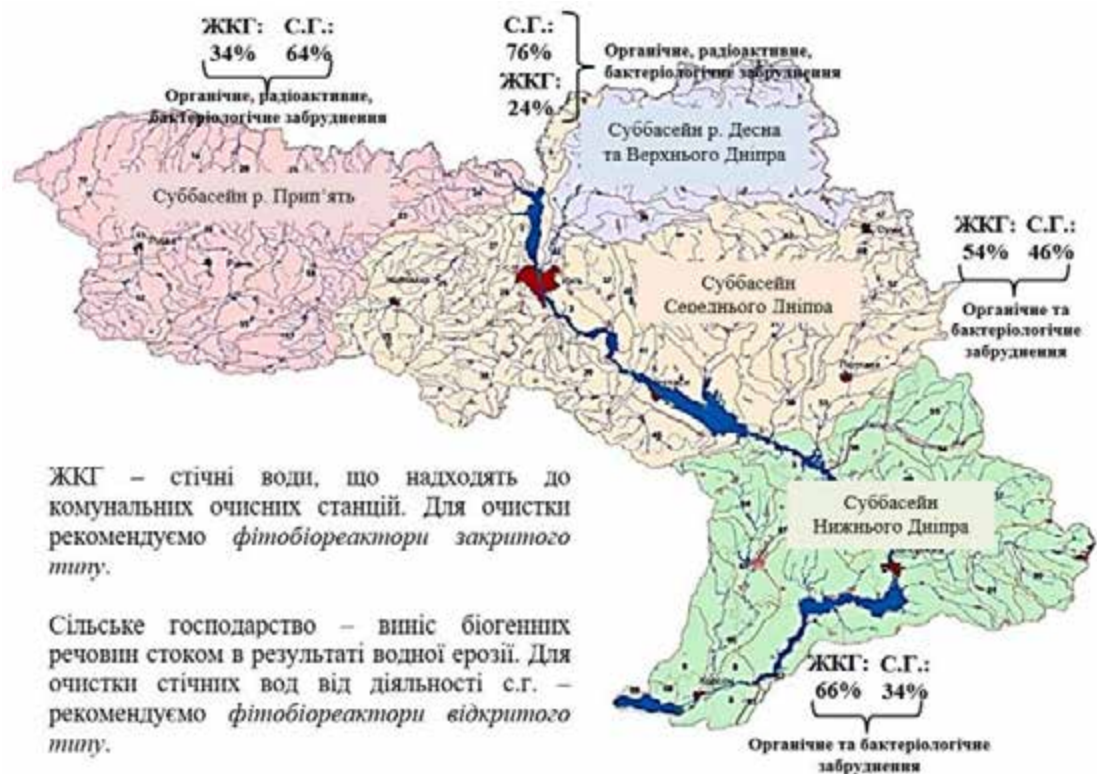 ЖКГ: С.Г.:
34% 64%
Органічне, радіоактивне,
бактеріологічне забруднення
С.Г.:
76%
ЖКГ:
24%
Органічне, радіоактивне,
бактеріологічне забруднення
Суббасейн р. Десна
та Верхнього Дніпра
Суббасейн р. Прип’ять
ЖКГ: С.Г.:
54% 46%
Органічне та
бактеріологічне
забруднення
Суббасейн
Середнього Дніпра
Суббасейн
Нижнього Дніпра
ЖКГ – стічні води, що надходять до
комунальних очисних станцій. Для очистки
рекомендуємо фітобіореактори закритого
типу.
Сільське господарство – виніс біогенних
речовин стоком в результаті водної ерозії. Для
очистки стічних вод від діяльності с.г. –
рекомендуємо фітобіореактори відкритого
типу.
ЖКГ: С.Г.:
66% 34%
Органічне та бактеріологічне
забруднення